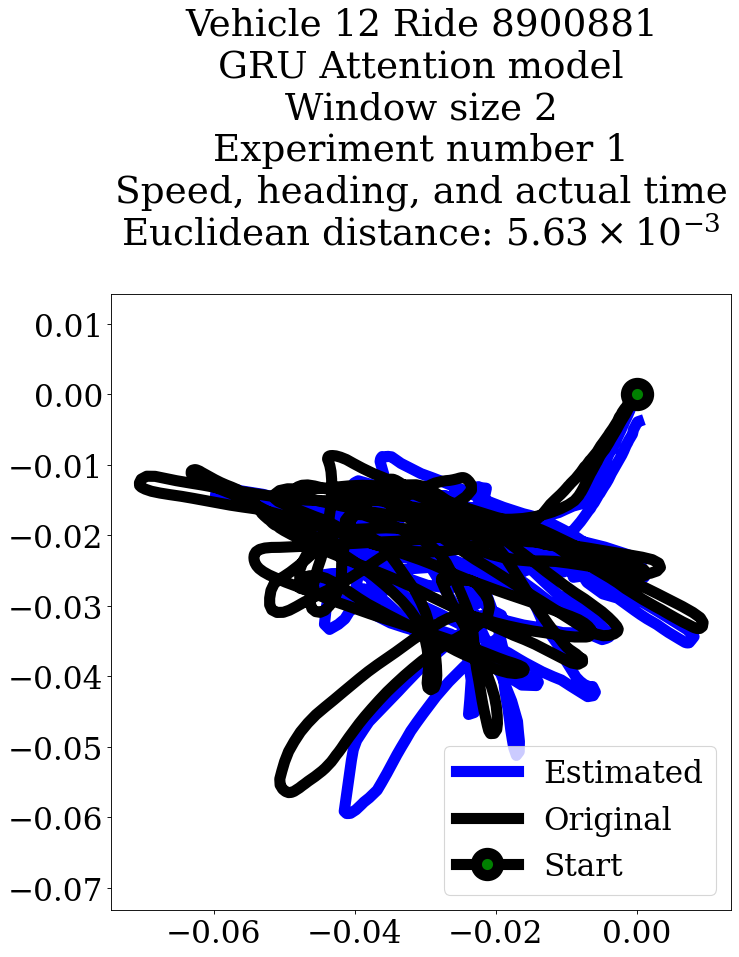 Vehicle 12 Ride 8900881
GRU Attention model
Window size 2
Experiment number 1
Speed, heading, and actual time
Euclidean distance: 5.63 × 10⁻³
0.01
0.00
−0.01
−0.02
−0.03
−0.04
−0.05
−0.06
−0.07
Estimated
Original
Start
−0.06 −0.04 −0.02 0.00